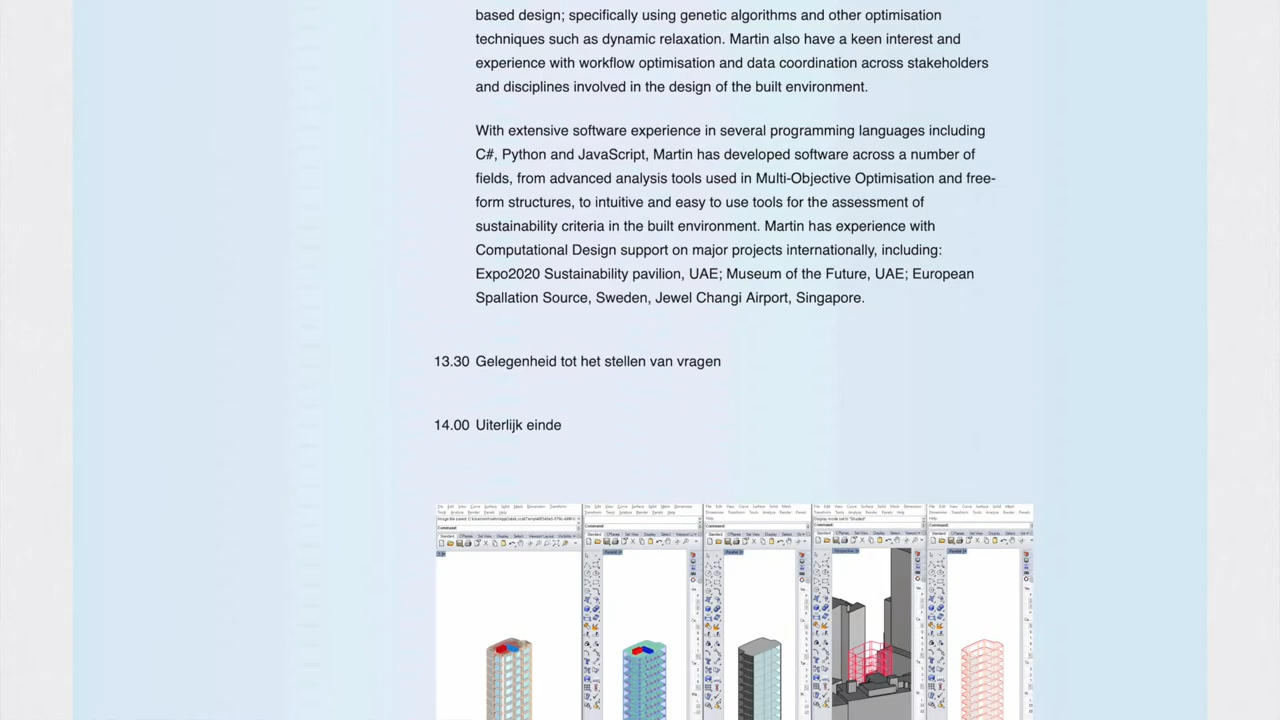 based design; specifically using genetic algorithms and other optimisation
techniques such as dynamic relaxation. Martin also have a keen interest and
experience with workflow optimisation and data coordination across stakeholders
and disciplines involved in the design of the built environment.
With extensive software experience in several programming languages including
C#, Python and JavaScript, Martin has developed software across a number of
fields, from advanced analysis tools used in Multi-Objective Optimisation and free-
form structures, to intuitive and easy to use tools for the assessment of
sustainability criteria in the built environment. Martin has experience with
Computational Design support on major projects internationally, including:
Expo2020 Sustainability pavilion, UAE; Museum of the Future, UAE; European
Spallation Source, Sweden, Jewel Changi Airport, Singapore.
13.30 Gelegenheid tot het stellen van vragen
14.00 Uiterlijk einde